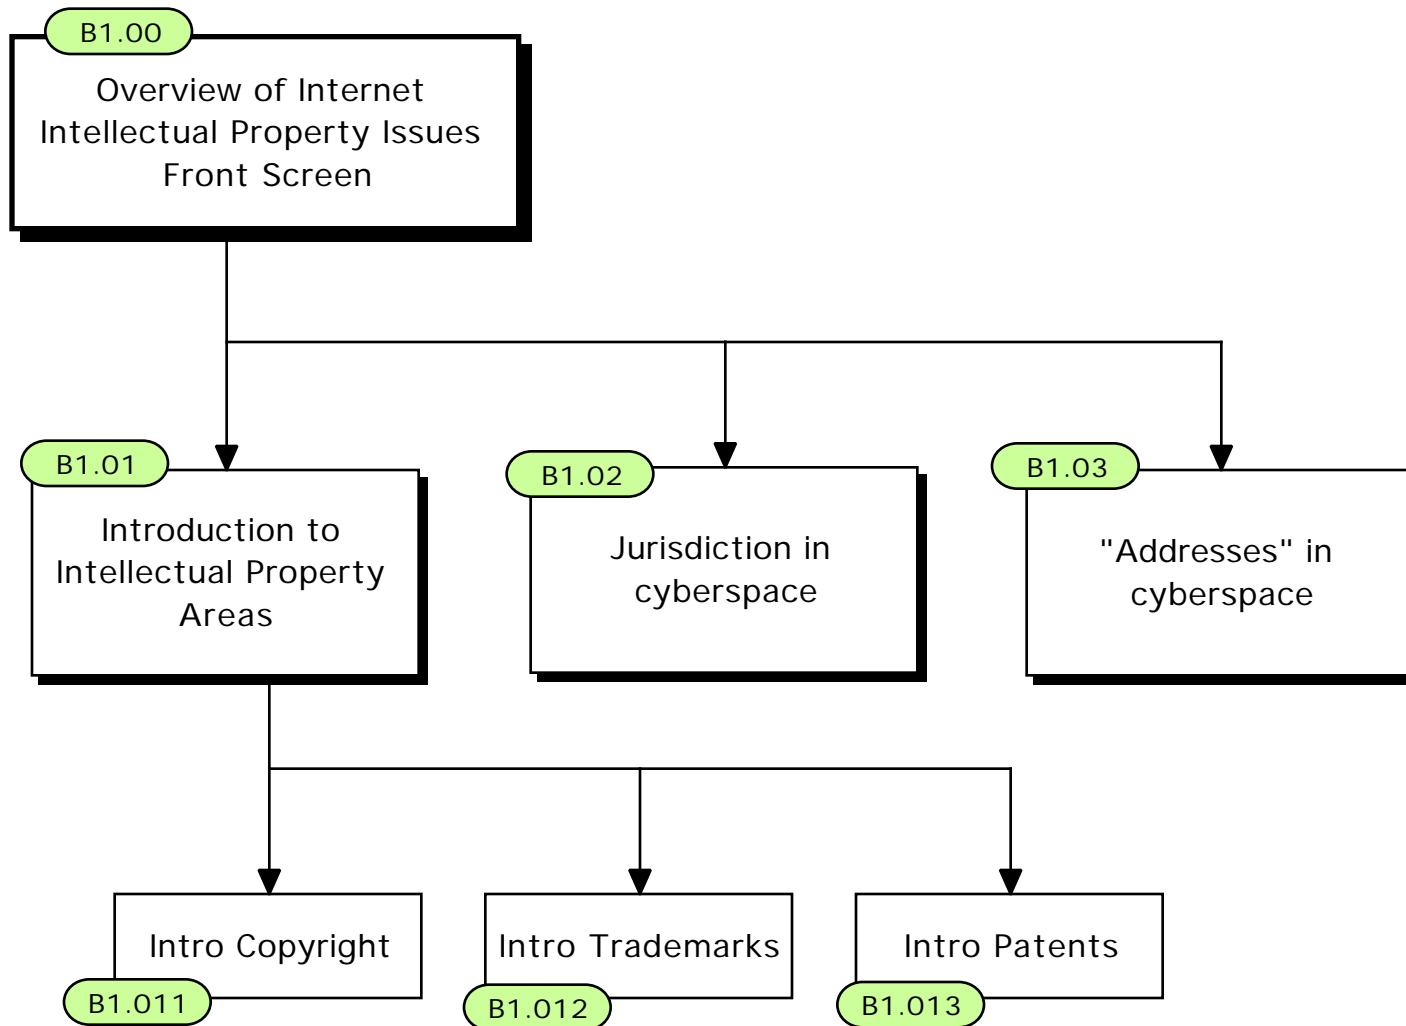 B1.00
Overview of Internet
Intellectual Property Issues
Front Screen
B1.01
Introduction to
Intellectual Property
Areas
B1.02
Jurisdiction in
cyberspace
B1.03
"Addresses" in
cyberspace
Intro Copyright
B1.011
Intro Trademarks
B1.012
Intro Patents
B1.013